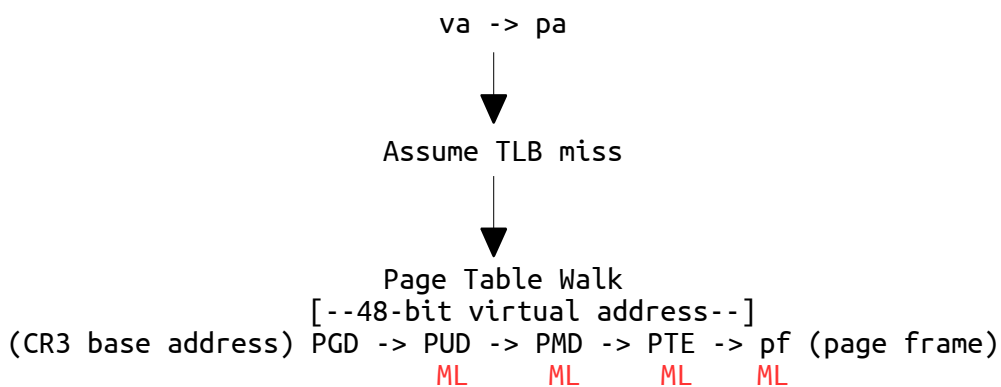 va -> pa
Assume TLB miss
Page Table Walk
[--48-bit virtual address--]
(CR3 base address) PGD -> PUD -> PMD -> PTE -> pf (page frame)
ML ML ML ML